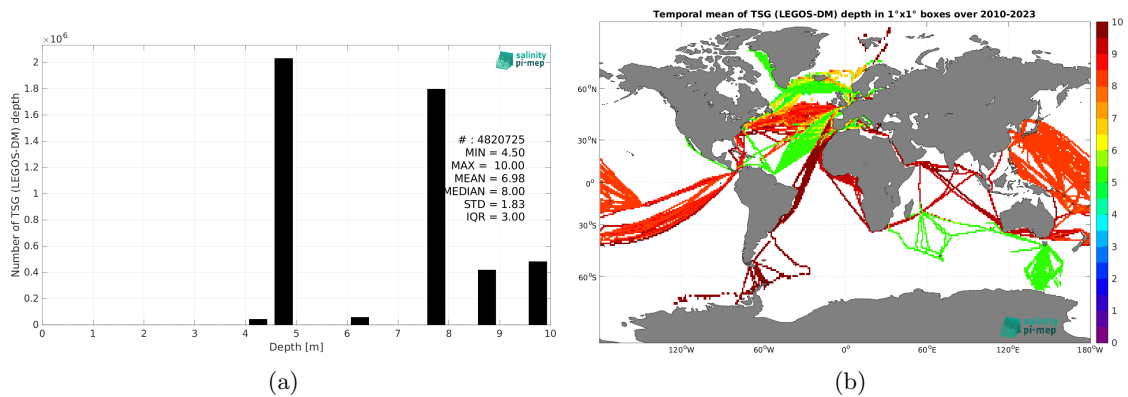 ×10⁶
2
1.8
1.6
1.4
1.2
1
0.8
0.6
0.4
0.2
0
Number of TSG (LEGOS-DM) depth
salinity
pi-mep
# : 4820725
MIN = 4.50
MAX = 10.00
MEAN = 6.98
MEDIAN = 8.00
STD = 1.83
IQR = 3.00
0 1 2 3 4 5 6 7 8 9 10
Depth [m]
(a)
Temporal mean of TSG (LEGOS-DM) depth in 1°x1° boxes over 2010-2023
60°N
30°N
0°
30°S
60°S
120°W 60°W 0° 60°E 120°E 180°W
salinity
pi-mep
10
9
8
7
6
5
4
3
2
1
0
(b)